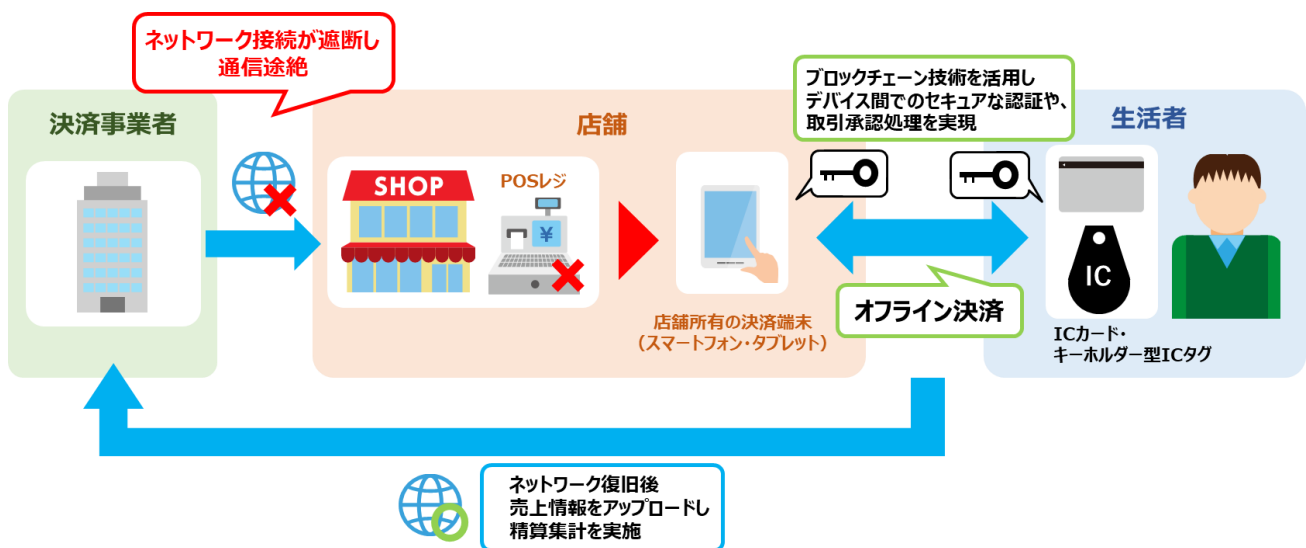 ネットワーク接続が遮断し
通信途絶
ブロックチェーン技術を活用し
デバイス間でのセキュアな認証や、
取引承認処理を実現
決済事業者
店舗
生活者
SHOP
POSレジ
¥
IC
オフライン決済
店舗所有の決済端末
（スマートフォン・タブレット）
ICカード・
キーホルダー型ICタグ
ネットワーク復旧後
売上情報をアップロードし
精算集計を実施